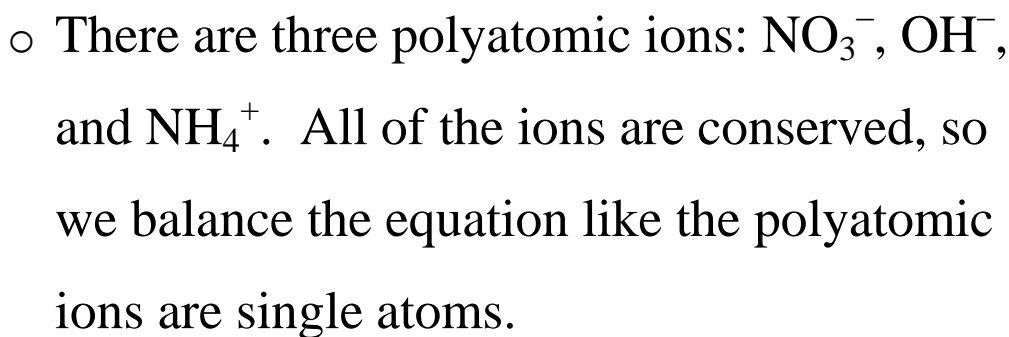 ○ There are three polyatomic ions: NO₃⁻, OH⁻,
and NH₄⁺. All of the ions are conserved, so
we balance the equation like the polyatomic
ions are single atoms.